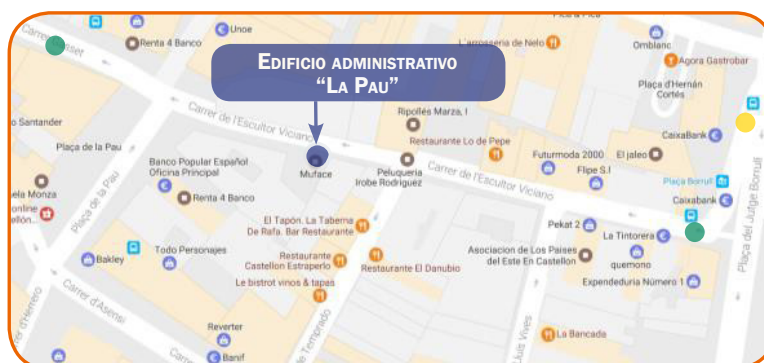 Unoe
Renta 4 Banco
EDIFICIO ADMINISTRATIVO
“LA PAU”
L'arrosseria de Nelo
Ornblanc
Agora Gastrobar
Plaça d'Hernán
Cortés
Santander
Plaça de la Pau
Carrer de l'Escultor Viciano
Ripollés Marza, I
Restaurante Lo de Pepe
CaixaBank
El jaleo
Futurmoda 2000
Flipe S.l
Plaça Borrull
Caixabank
Banco Popular Español
Oficina Principal
Muface
Peluqueria
Irobe Rodriguez
Carrer de l'Escultor Viciano
Renta 4 Banco
Plaça de la Pau
Monza
online
El Tapón. La Taberna
De Rafa. Bar Restaurante
Pekat 2
La Tintorera
Plaça del Jutge Borrull
Bakley
Todo Personajes
Restaurante
Castellon Estraperlo
Restaurante El Danubio
Asociacion de Los Paises
del Este En Castellon
quemono
Expendeduria Número 1
Le bistrot vinos & tapas
Carrer d'Asensi
Reverter
Banif
La Bancada